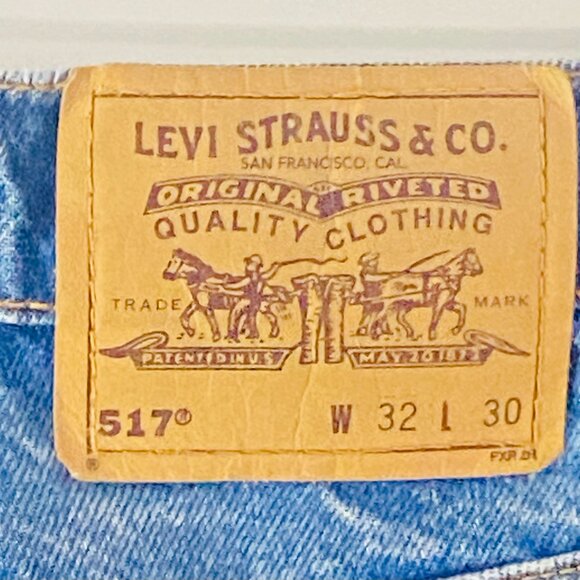 LEVI STRAUSS & CO.
SAN FRANCISCO, CAL.
ORIGINAL RIVETED
QUALITY CLOTHING
TRADE MARK
PATENTED IN U.S. MAY 20 1873
517® W 32 L 30
®